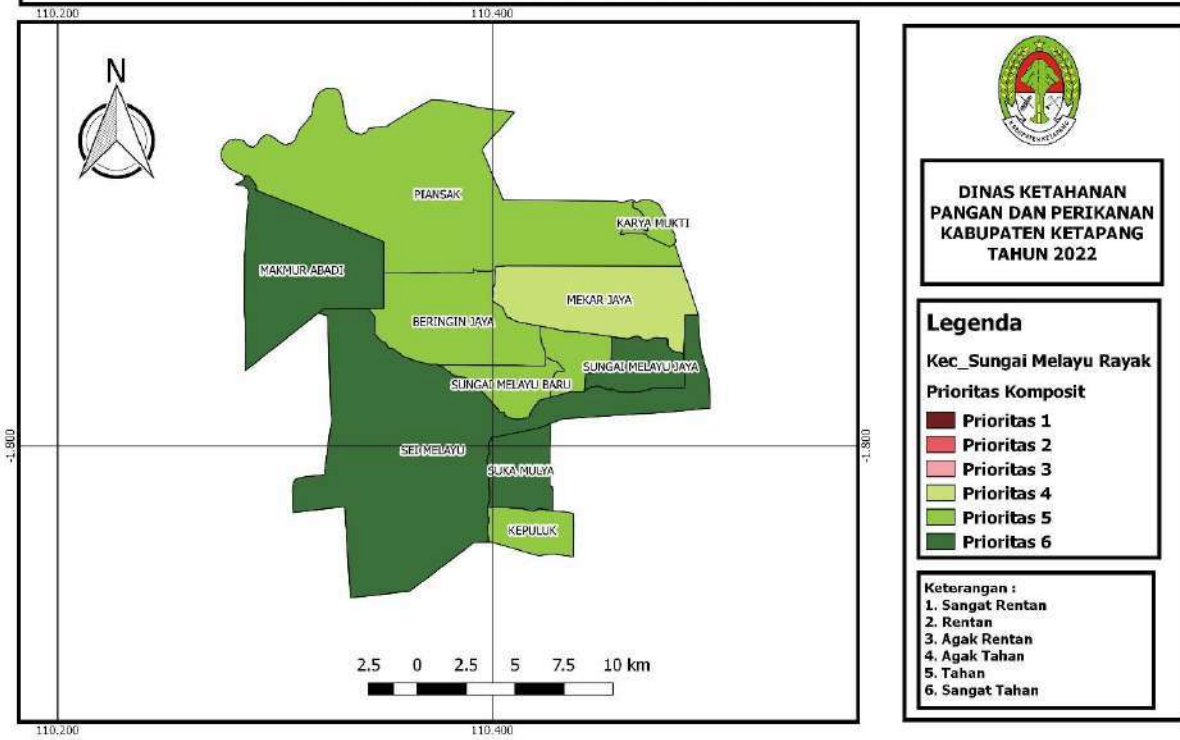 110.200
110.400
N
PIANSAK
KARYA MUKTI
MAKMUR ABADI
MEKAR JAYA
BERINGIN JAYA
SUNGAI MELAYU JAYA
SUNGAI MELAYU BARU
-1.800
-1.800
SEI MELAYU
SUKA MULYA
KEPULUK
2.5 0 2.5 5 7.5 10 km
110.200
110.400
KABUPATEN KETAPANG
DINAS KETAHANAN
PANGAN DAN PERIKANAN
KABUPATEN KETAPANG
TAHUN 2022
Legenda
Kec_Sungai Melayu Rayak
Prioritas Komposit
Prioritas 1
Prioritas 2
Prioritas 3
Prioritas 4
Prioritas 5
Prioritas 6
Keterangan :
1. Sangat Rentan
2. Rentan
3. Agak Rentan
4. Agak Tahan
5. Tahan
6. Sangat Tahan